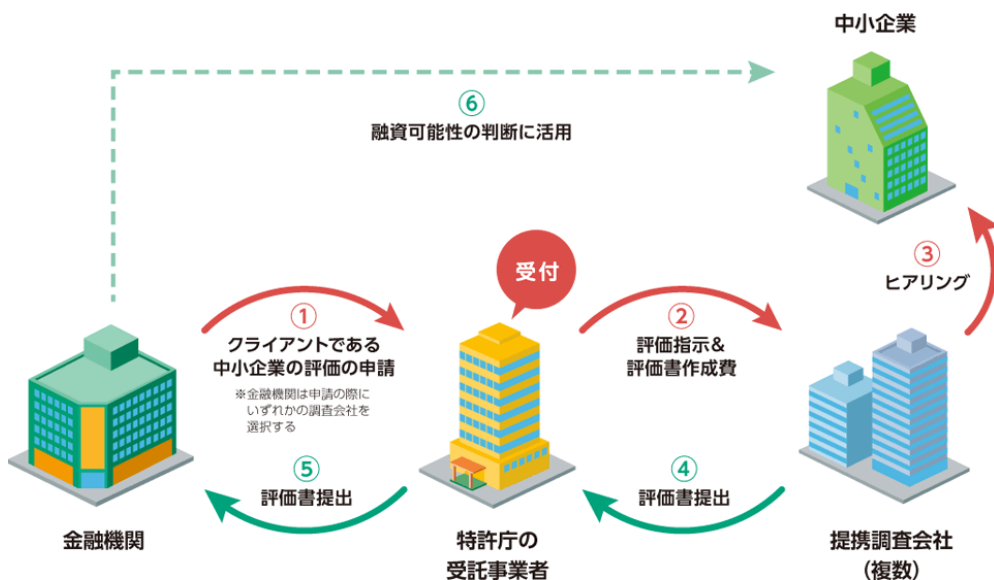 中小企業
⑥
融資可能性の判断に活用
受付
③
ヒアリング
①
クライアントである
中小企業の評価の申請
※金融機関は申請の際に
いずれかの調査会社を
選択する
②
評価指示&
評価書作成費
⑤
評価書提出
④
評価書提出
金融機関
特許庁の
受託事業者
提携調査会社
(複数)